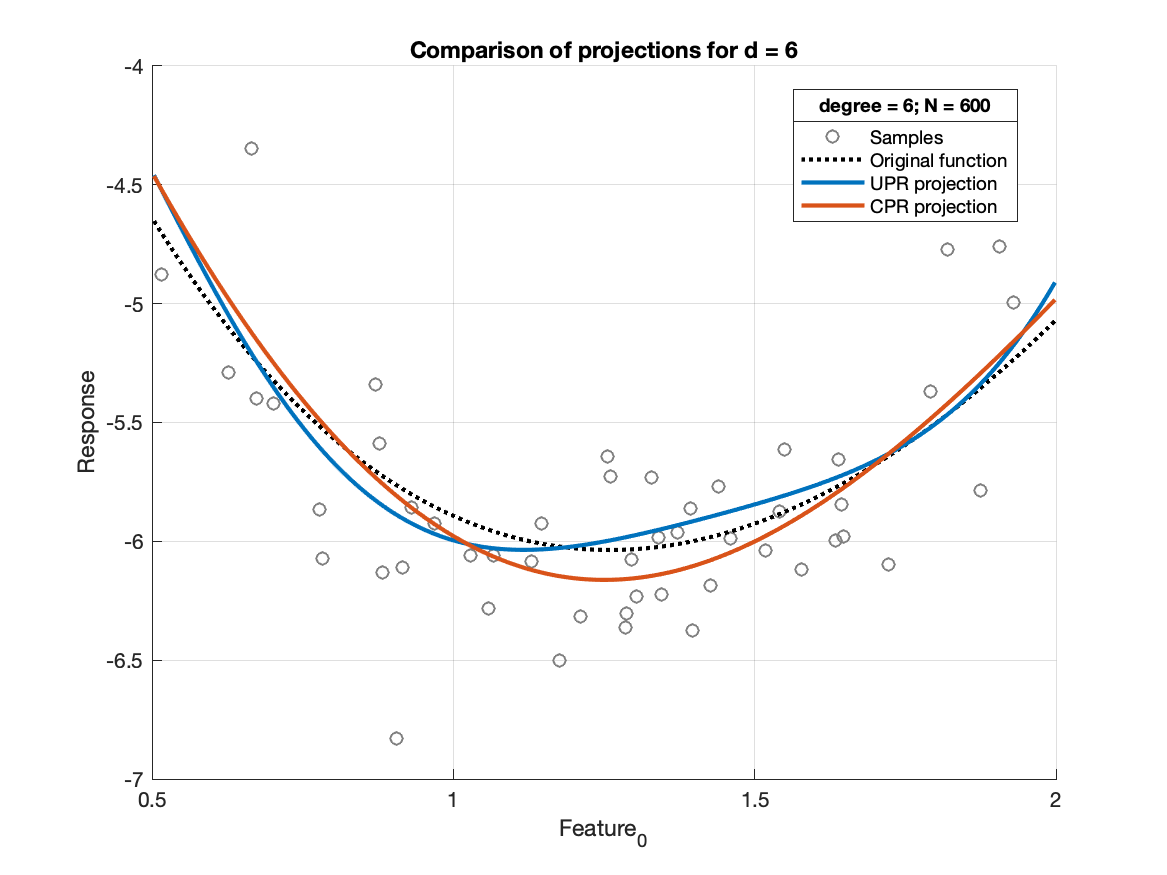 Comparison of projections for d = 6
-4
-4.5
-5
-5.5
-6
-6.5
-7
Response
degree = 6; N = 600
Samples
Original function
UPR projection
CPR projection
0.5
1
1.5
2
Feature_0